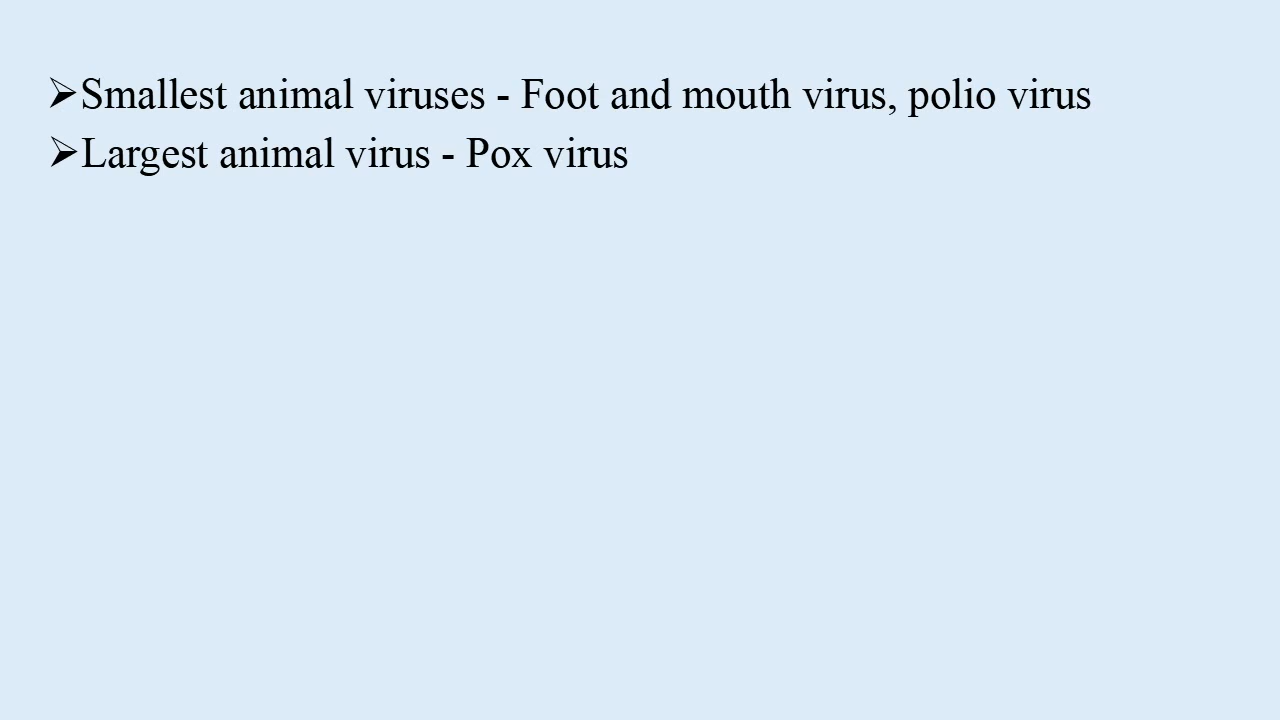 ➢Smallest animal viruses - Foot and mouth virus, polio virus
➢Largest animal virus - Pox virus